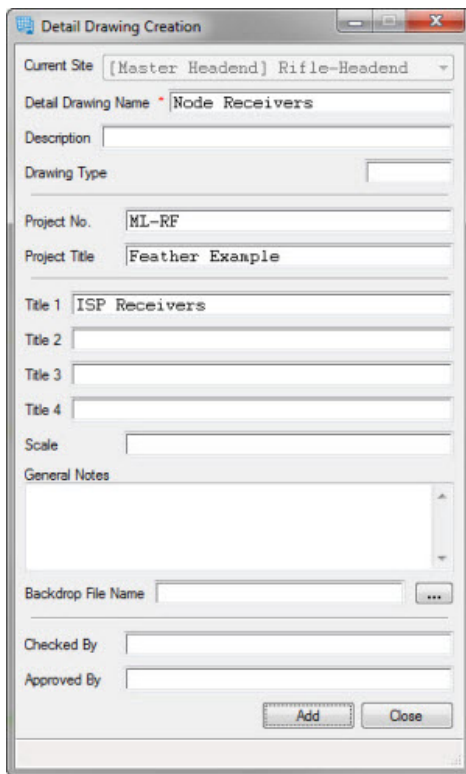 Detail Drawing Creation
Current Site [Master Headend] Rifle-Headend
Detail Drawing Name * Node Receivers
Description
Drawing Type
Project No. ML-RF
Project Title Feather Example
Title 1 ISP Receivers
Title 2
Title 3
Title 4
Scale
General Notes
Backdrop File Name ...
Checked By
Approved By
Add Close